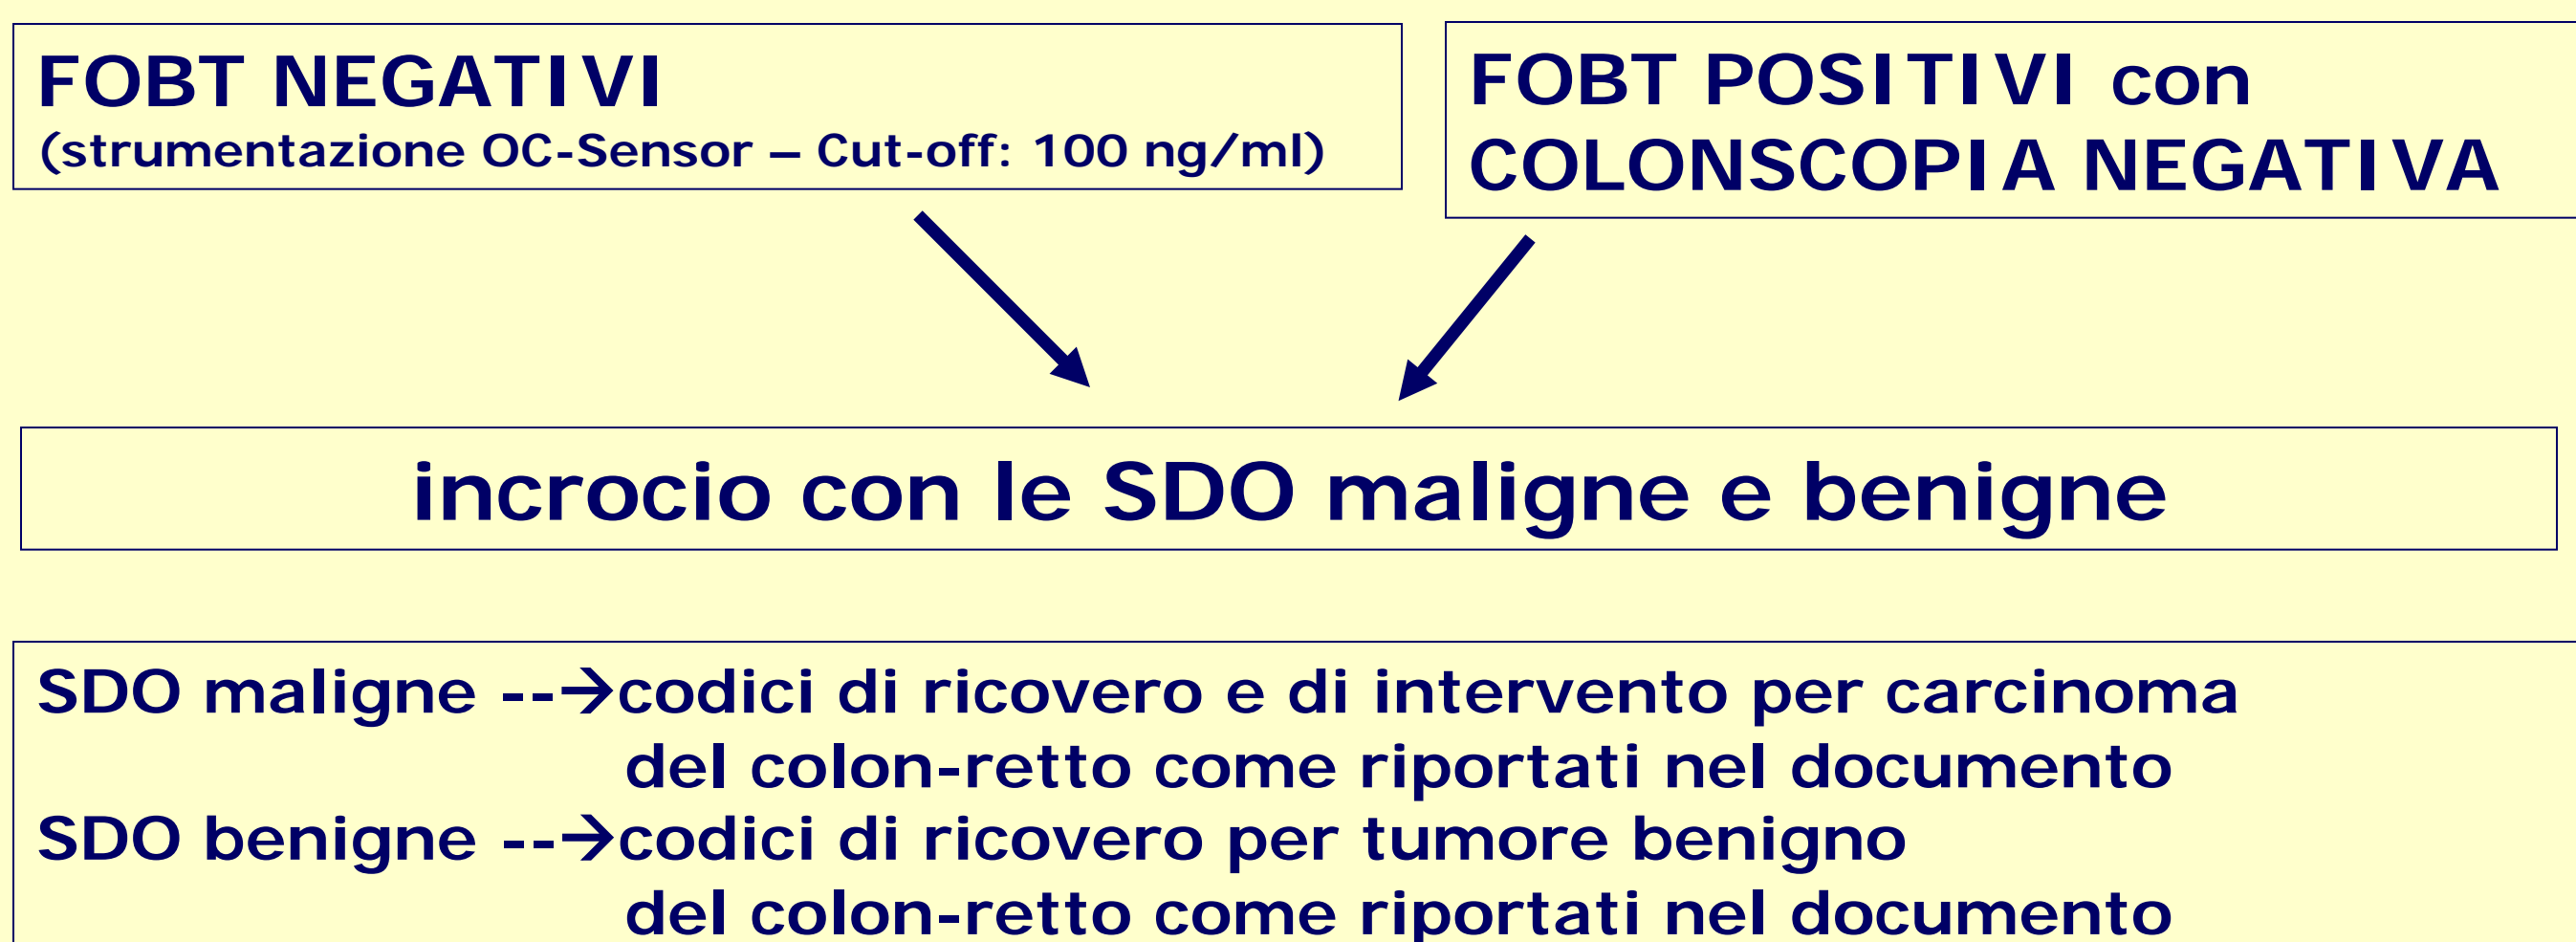 FOBT NEGATIVI
(strumentazione OC-Sensor – Cut-off: 100 ng/ml)
FOBT POSITIVI con
COLONSCOPIA NEGATIVA
incrocio con le SDO maligne e benigne
SDO maligne --→codici di ricovero e di intervento per carcinoma
del colon-retto come riportati nel documento
SDO benigne --→codici di ricovero per tumore benigno
del colon-retto come riportati nel documento